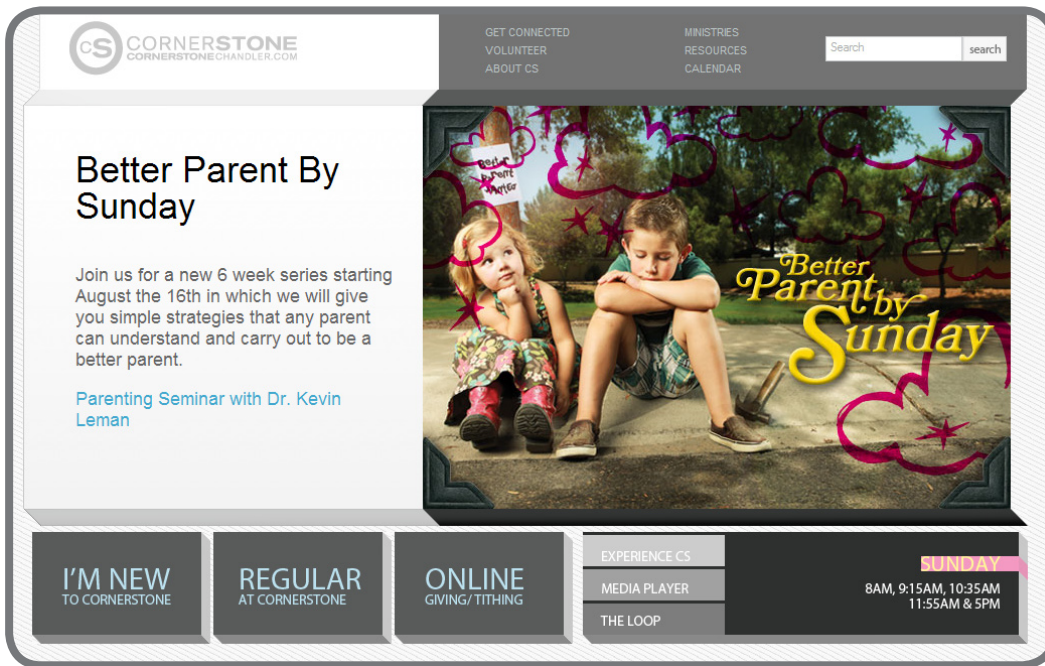 CS CORNERSTONE
CORNERSTONECHANDLER.COM
GET CONNECTED
VOLUNTEER
ABOUT CS
MINISTRIES
RESOURCES
CALENDAR
Search
search
Better Parent By
Sunday
Join us for a new 6 week series starting
August the 16th in which we will give
you simple strategies that any parent
can understand and carry out to be a
better parent.
Parenting Seminar with Dr. Kevin
Leman
Better
Parent
Wanted
Better
Parent by
Sunday
I'M NEW
TO CORNERSTONE
REGULAR
AT CORNERSTONE
ONLINE
GIVING/TITHING
EXPERIENCE CS
MEDIA PLAYER
THE LOOP
SUNDAY
8AM, 9:15AM, 10:35AM
11:55AM & 5PM